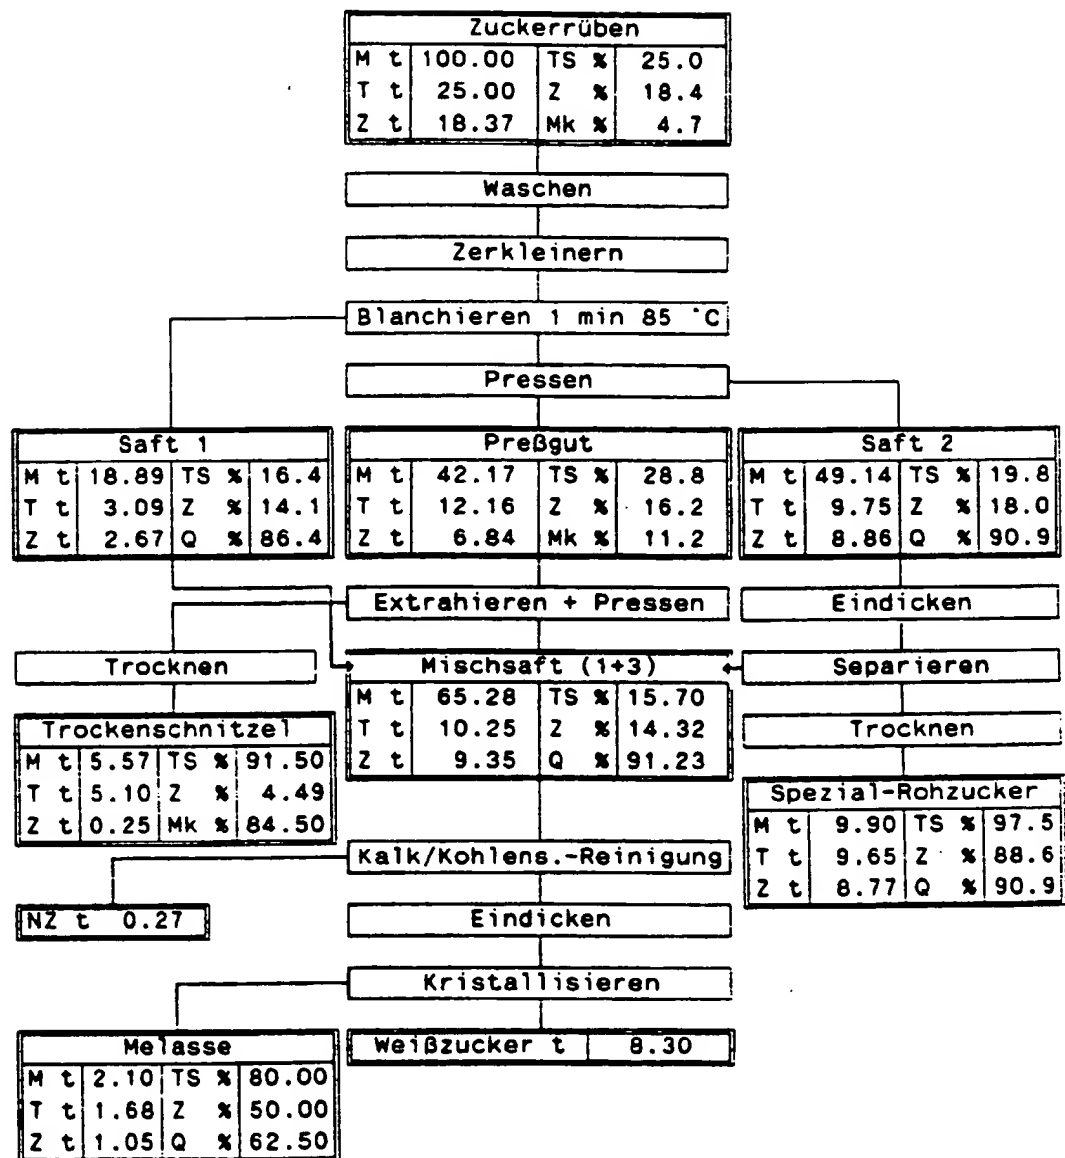 Zuckerrüben
M t 100.00 TS % 25.0
T t 25.00 Z % 18.4
Z t 18.37 Mk % 4.7
Waschen
Zerkleinern
Blanchieren 1 min 85 °C
Pressen
Saft 1
M t 18.89 TS % 16.4
T t 3.09 Z % 14.1
Z t 2.67 Q % 86.4
Preßgut
M t 42.17 TS % 28.8
T t 12.16 Z % 16.2
Z t 6.84 Mk % 11.2
Saft 2
M t 49.14 TS % 19.8
T t 9.75 Z % 18.0
Z t 8.86 Q % 90.9
Extrahieren + Pressen
Eindicken
Trocknen
Mischsaft (1+3)
M t 65.28 TS % 15.70
T t 10.25 Z % 14.32
Z t 9.35 Q % 91.23
Separieren
Trocknen
Trockenschnitzel
M t 5.57 TS % 91.50
T t 5.10 Z % 4.49
Z t 0.25 Mk % 84.50
Spezial-Rohzucker
M t 9.90 TS % 97.5
T t 9.65 Z % 88.6
Z t 8.77 Q % 90.9
Kalk/Kohlens.-Reinigung
NZ t 0.27
Eindicken
Kristallisieren
Melasse
M t 2.10 TS % 80.00
T t 1.68 Z % 50.00
Z t 1.05 Q % 62.50
Weißzucker t 8.30